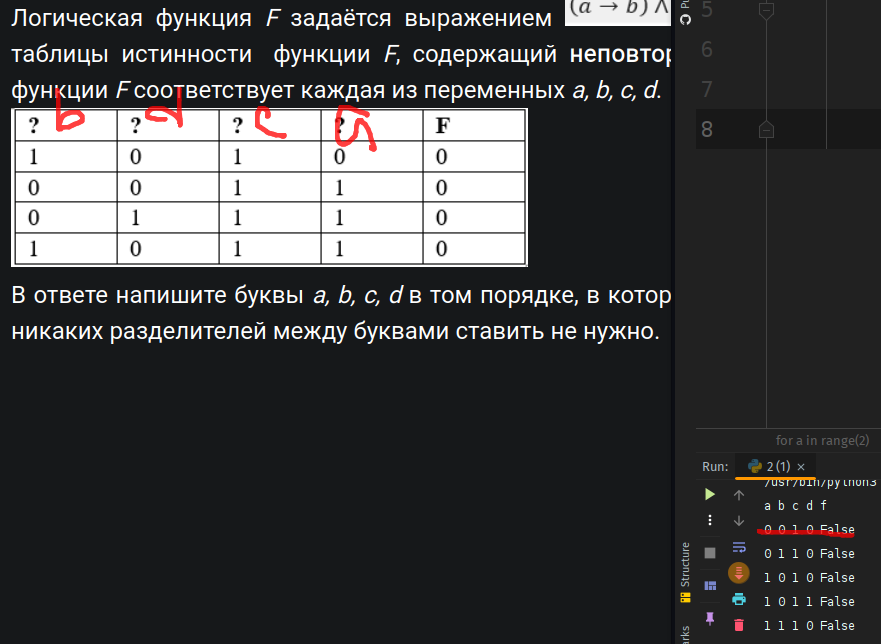 Логическая функция F задаётся выражением (a → b) ∧
таблицы истинности функции F, содержащий неповтор
функции F соответствует каждая из переменных a, b, c, d.
? b ? d ? c ? a F
1 0 1 0 0
0 0 1 1 0
0 1 1 1 0
1 0 1 1 0
В ответе напишите буквы a, b, c, d в том порядке, в котор
никаких разделителей между буквами ставить не нужно.
5
6
7
8
for a in range(2)
Run: 2 (1) ×
/usr/bin/python3
a b c d f
0 0 1 0 False
0 1 1 0 False
1 0 1 0 False
1 0 1 1 False
1 1 1 0 False
Structure